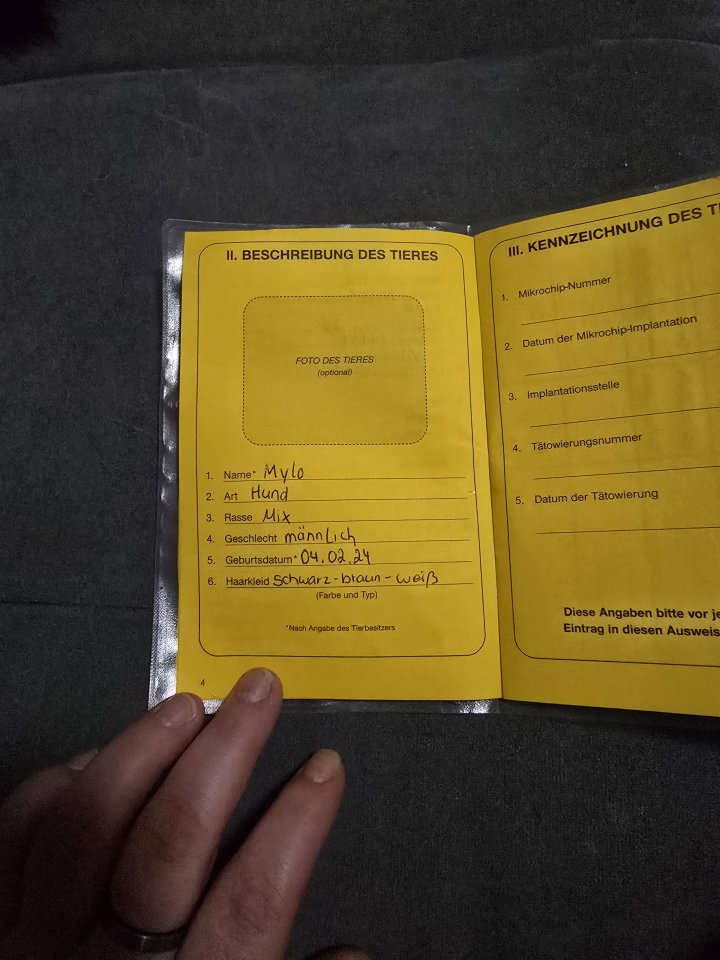 II. BESCHREIBUNG DES TIERES
FOTO DES TIERES
(optional)
1. Name* Mylo
2. Art Hund
3. Rasse Mix
4. Geschlecht männlich
5. Geburtsdatum* 04.02.24
6. Haarkleid schwarz-braun-weiß
(Farbe und Typ)
*Nach Angabe des Tierbesitzers
4
III. KENNZEICHNUNG DES
1. Mikrochip-Nummer
2. Datum der Mikrochip-Implantation
3. Implantationsstelle
4. Tätowierungsnummer
5. Datum der Tätowierung
Diese Angaben bitte vor
Eintrag in diesen Ausweis